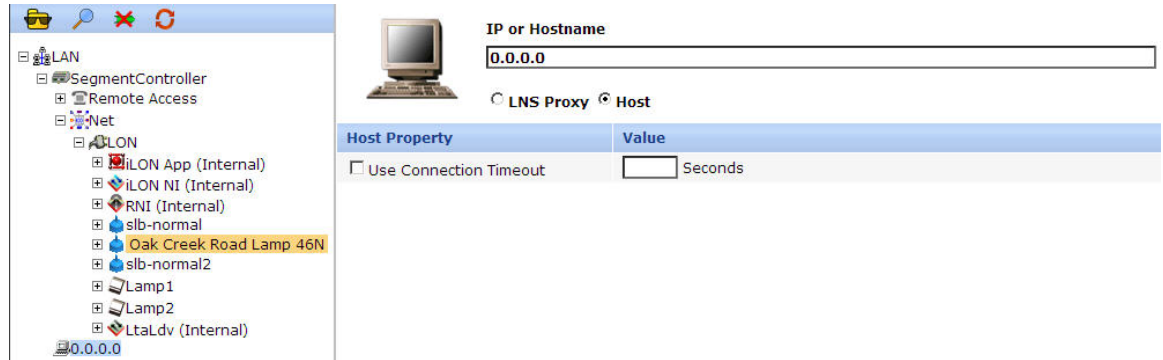 LAN
SegmentController
Remote Access
Net
LON
iLON App (Internal)
iLON NI (Internal)
RNI (Internal)
slb-normal
Oak Creek Road Lamp 46N
slb-normal2
Lamp1
Lamp2
LtaLdv (Internal)
0.0.0.0
IP or Hostname
0.0.0.0
LNS Proxy Host
Host Property Value
Use Connection Timeout Seconds